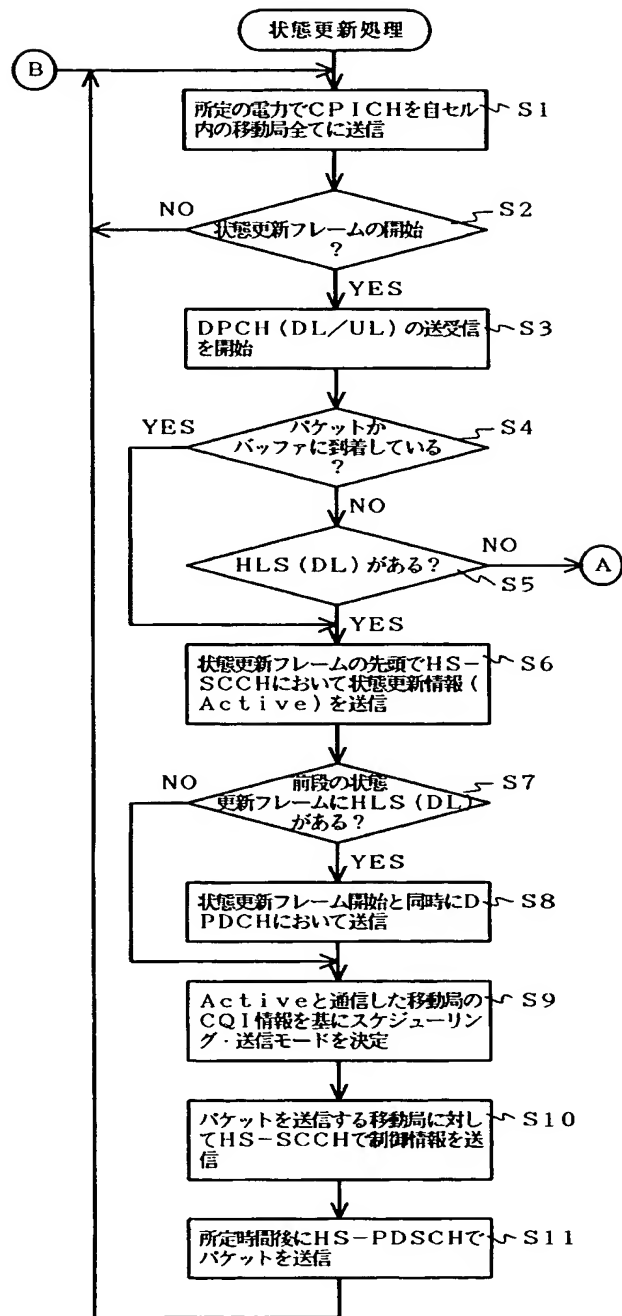 状態更新処理
B
所定の電力でCPICHを自セル
内の移動局全てに送信
S1
NO
S2
状態更新フレームの開始
?
YES
DPCH(DL/UL)の送受信
を開始
S3
YES
パケットが
バッファに到着している
?
S4
NO
HLS(DL)がある?
NO
A
S5
YES
状態更新フレームの先頭でHS-
SCCHにおいて状態更新情報(
Active)を送信
S6
NO
前段の状態
更新フレームにHLS(DL)
がある?
S7
YES
状態更新フレーム開始と同時にD
PDCHにおいて送信
S8
Activeと通信した移動局の
CQI情報を基にスケジューリン
グ・送信モードを決定
S9
パケットを送信する移動局に対し
てHS-SCCHで制御情報を送
信
S10
所定時間後にHS-PDSCHで
パケットを送信
S11